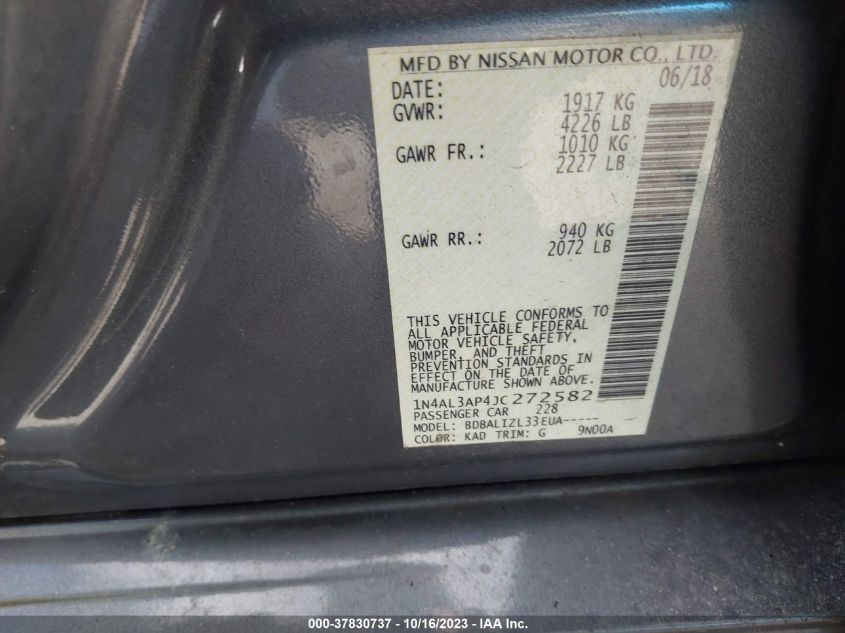 MFD BY NISSAN MOTOR CO., LTD.
DATE: 06/18
GVWR: 1917 KG
4226 LB
GAWR FR.: 1010 KG
2227 LB
GAWR RR.: 940 KG
2072 LB
THIS VEHICLE CONFORMS TO
ALL APPLICABLE FEDERAL
MOTOR VEHICLE SAFETY,
BUMPER, AND THEFT
PREVENTION STANDARDS IN
EFFECT ON THE DATE OF
MANUFACTURE SHOWN ABOVE.
1N4AL3AP4JC272582
PASSENGER CAR 228
MODEL: BDBALIZL33EUA-----
COLOR: KAD TRIM: G 9N00A
000-37830737 - 10/16/2023 - IAA Inc.